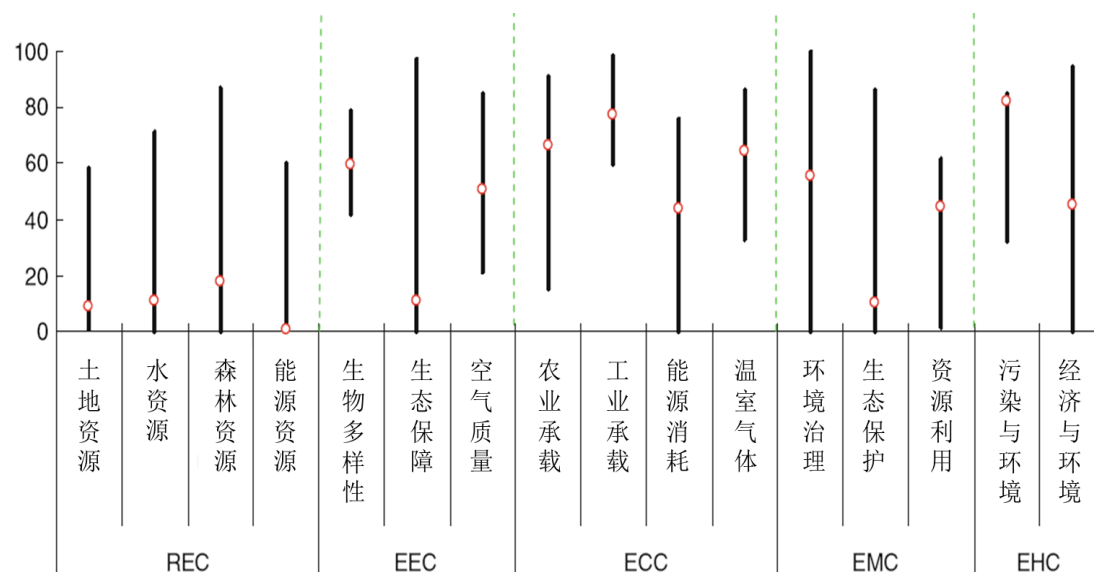 100
80
60
40
20
0
土地资源
水资源
森林资源
能源资源
生物多样性
生态保障
空气质量
农业承载
工业承载
能源消耗
温室气体
环境治理
生态保护
资源利用
污染与环境
经济与环境
REC
EEC
ECC
EMC
EHC